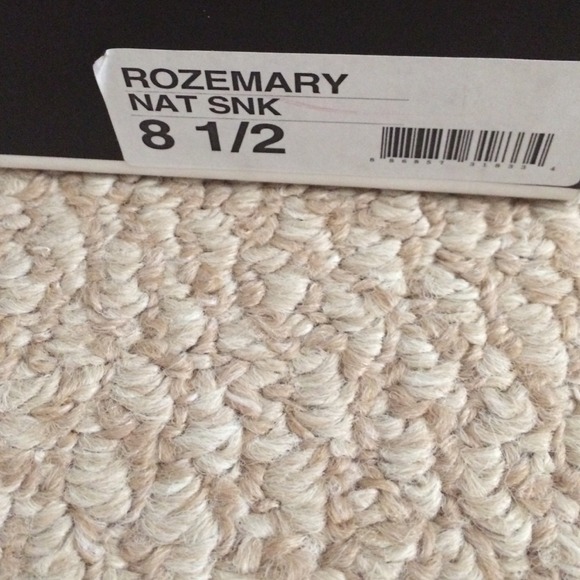 ROZEMARY
NAT SNK
8 1/2